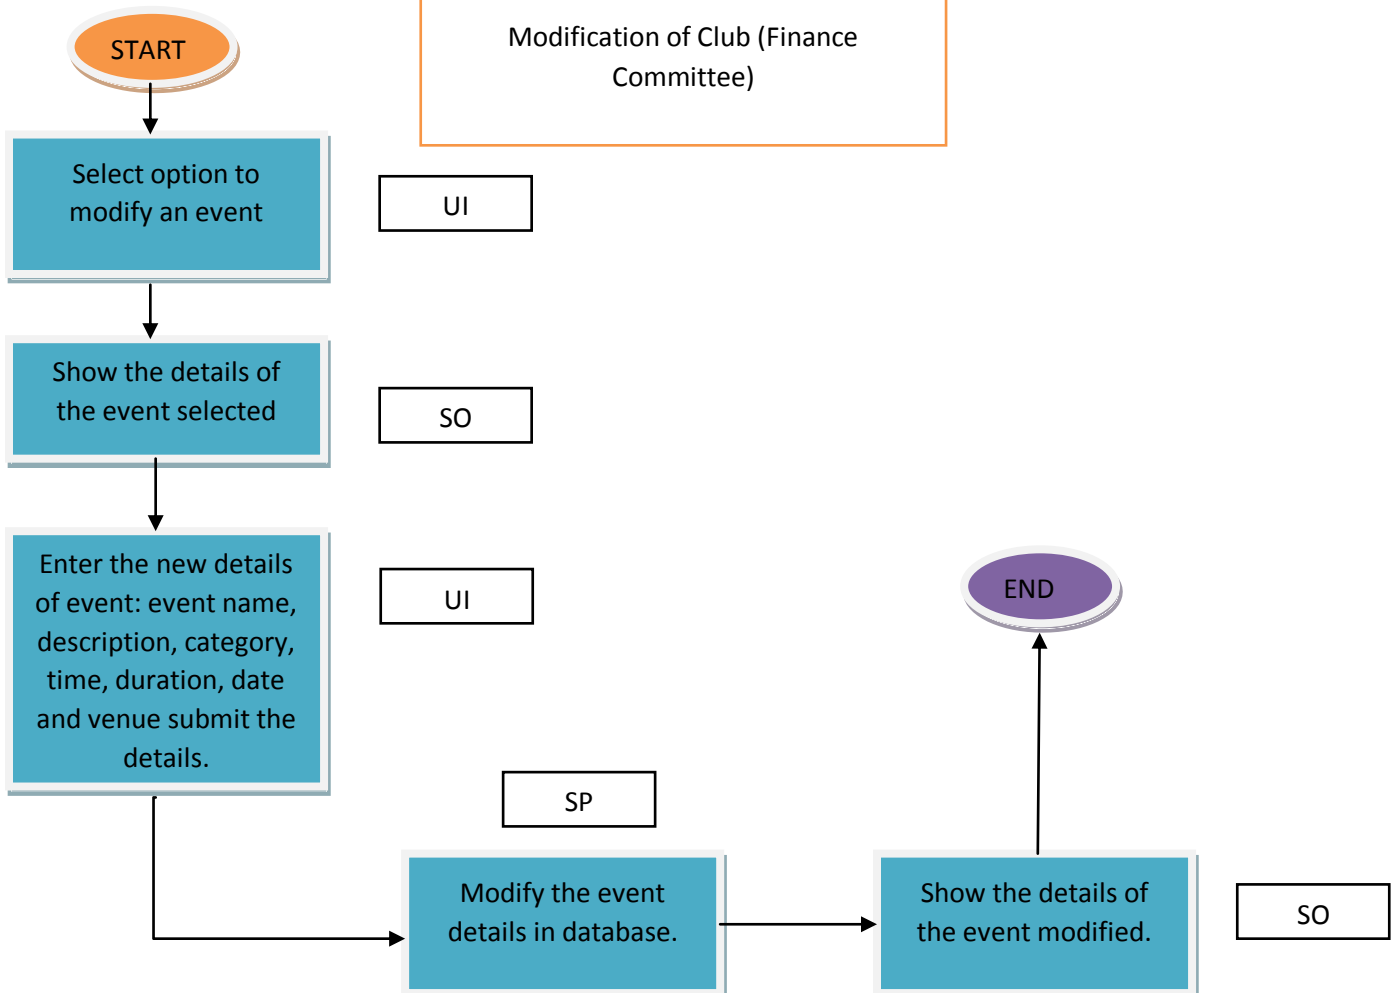 START
Modification of Club (Finance
Committee)
Select option to
modify an event
UI
Show the details of
the event selected
SO
Enter the new details
of event: event name,
description, category,
time, duration, date
and venue submit the
details.
UI
END
SP
Modify the event
details in database.
Show the details of
the event modified.
SO